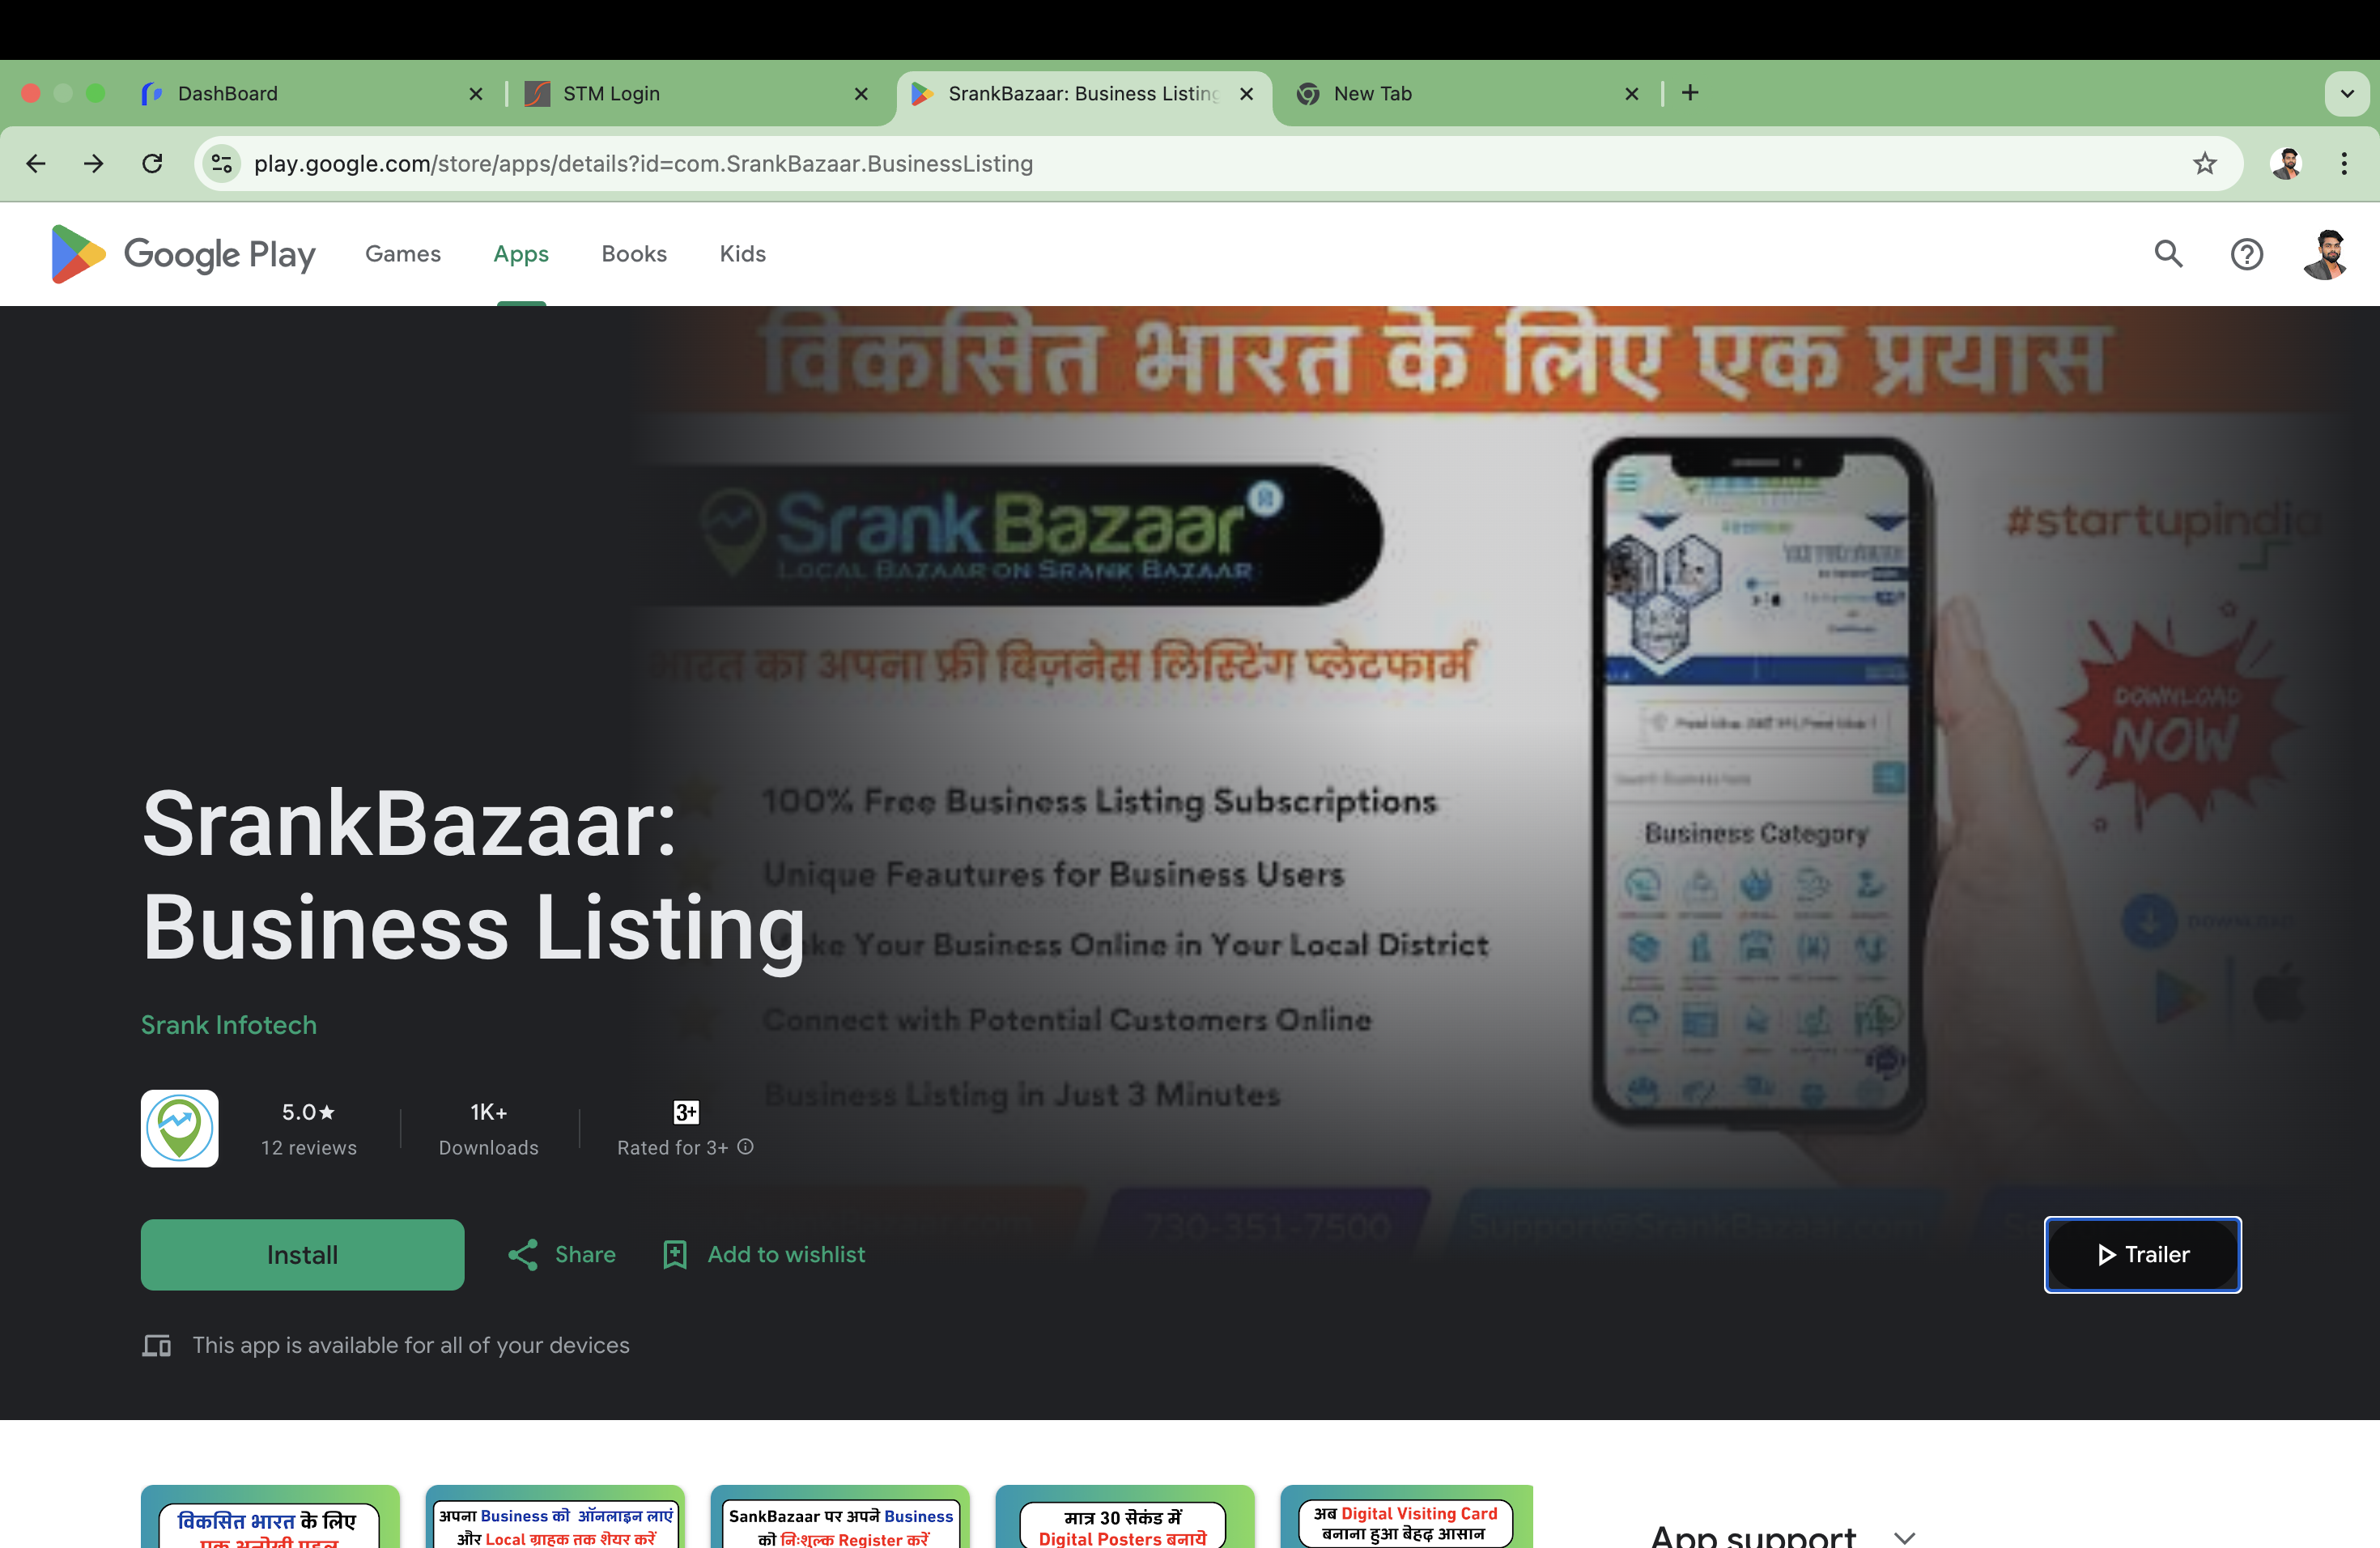 DashBoard
STM Login
SrankBazaar: Business Listing
New Tab
play.google.com/store/apps/details?id=com.SrankBazaar.BusinessListing
Google Play
Games
Apps
Books
Kids
विकसित भारत के लिए एक प्रयास
SrankBazaar
LOCAL BAZAAR ON SRANK BAZAAR
#startupindia
भारत का अपना फ्री बिज़नेस लिस्टिंग प्लेटफार्म
DOWNLOAD
NOW
100% Free Business Listing Subscriptions
Unique Feautures for Business Users
ke Your Business Online in Your Local District
Connect with Potential Customers Online
Business Listing in Just 3 Minutes
Business Category
DOWNLOAD
SrankBazaar:
Business Listing
Srank Infotech
5.0★
12 reviews
1K+
Downloads
3+
Rated for 3+
730-351-7500
Support@SrankBazaar.com
Install
Share
Add to wishlist
Trailer
This app is available for all of your devices
विकसित भारत के लिए
एक अनोखी पहल
अपना Business को ऑनलाइन लाएं
और Local ग्राहक तक शेयर करें
SankBazaar पर अपने Business
को निःशुल्क Register करें
मात्र 30 सेकंड में
Digital Posters बनाये
अब Digital Visiting Card
बनाना हुआ बेहद आसान
App support